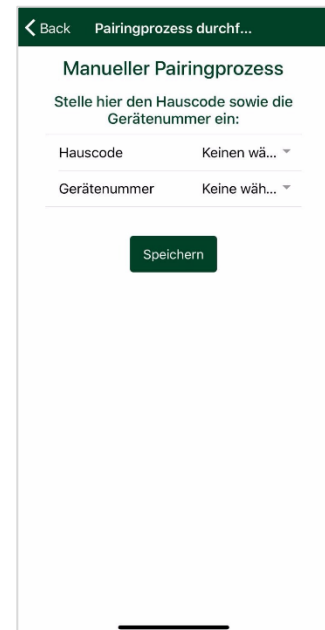 Back Pairingprozess durchf...
Manueller Pairingprozess
Stelle hier den Hauscode sowie die
Gerätenummer ein:
Hauscode Keinen wä...
Gerätenummer Keine wäh...
Speichern